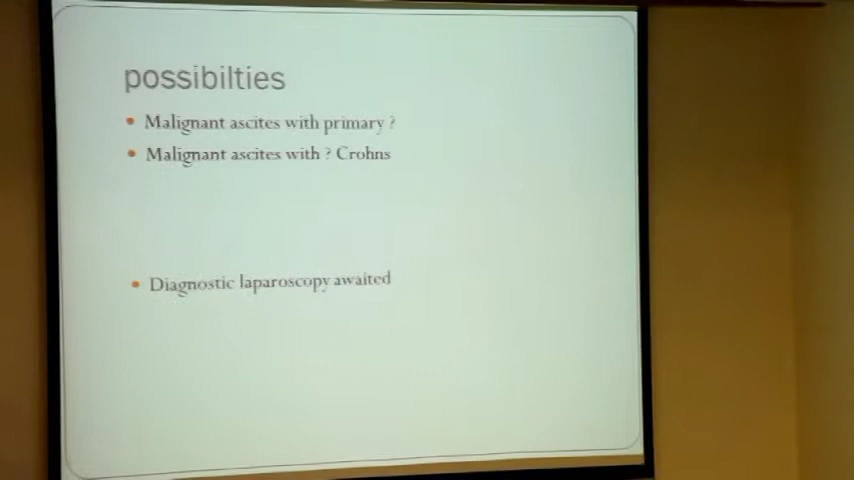 possibilties
• Malignant ascites with primary ?
• Malignant ascites with ? Crohns
• Diagnostic laparoscopy awaited